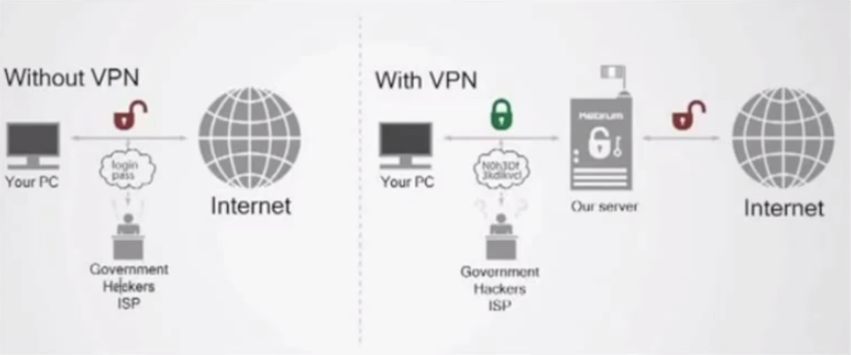 Without VPN
login
pass
Your PC
Internet
Government
Hackers
ISP
With VPN
Your PC
Our server
Internet
Government
Hackers
ISP